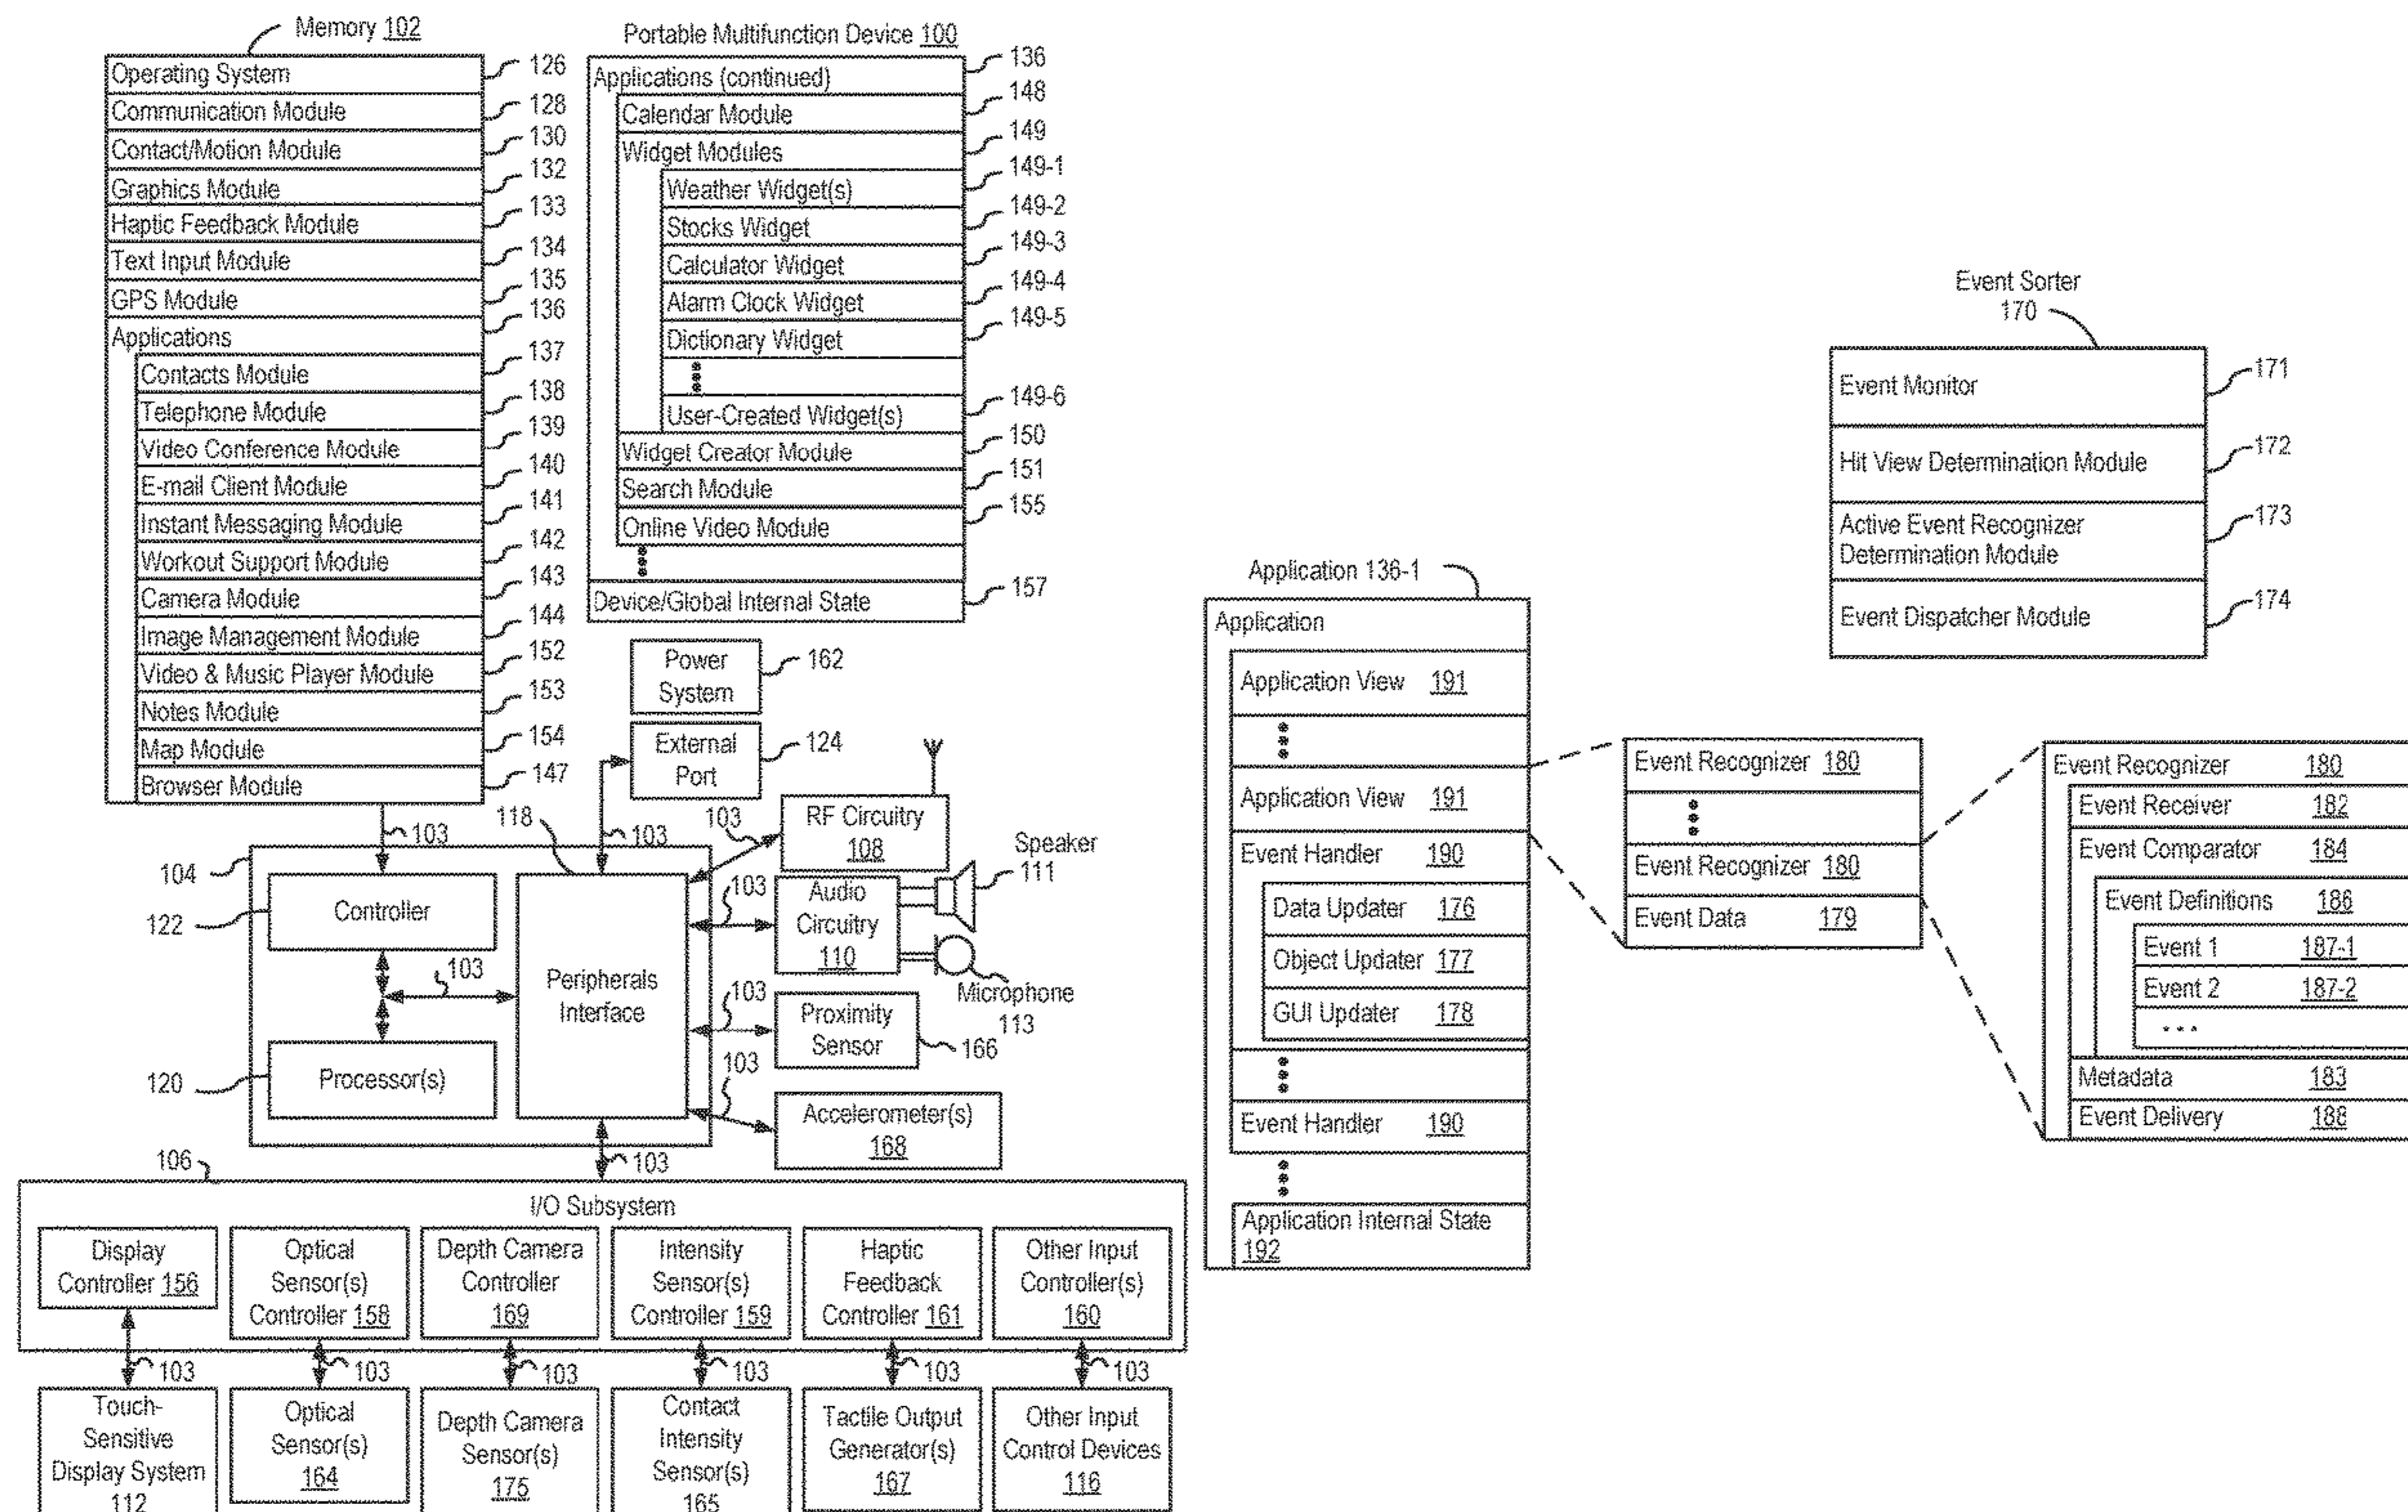 Memory 102
Operating System 126
Communication Module 128
Contact/Motion Module 130
Graphics Module 132
Haptic Feedback Module 133
Text Input Module 134
GPS Module 135
Applications 136
Contacts Module 137
Telephone Module 138
Video Conference Module 139
E-mail Client Module 140
Instant Messaging Module 141
Workout Support Module 142
Camera Module 143
Image Management Module 144
Video & Music Player Module 152
Notes Module 153
Map Module 154
Browser Module 147
Portable Multifunction Device 100
Applications (continued) 136
Calendar Module 148
Widget Modules 149
Weather Widget(s) 149-1
Stocks Widget 149-2
Calculator Widget 149-3
Alarm Clock Widget 149-4
Dictionary Widget 149-5
User-Created Widget(s) 149-6
Widget Creator Module 150
Search Module 151
Online Video Module 155
Device/Global Internal State 157
Power
System
162
External
Port
124
103
118
103
103
RF Circuitry
108
Speaker
111
104
122
Controller
103
Audio
Circuitry
110
Peripherals
Interface
103
Microphone
113
103
Proximity
Sensor
166
120
Processor(s)
103
Accelerometer(s)
168
103
106
I/O Subsystem
Display
Controller 156
Optical
Sensor(s)
Controller 158
Depth Camera
Controller
169
Intensity
Sensor(s)
Controller 159
Haptic
Feedback
Controller 161
Other Input
Controller(s)
160
103
103
103
103
103
103
Touch-
Sensitive
Display System
112
Optical
Sensor(s)
164
Depth Camera
Sensor(s)
175
Contact
Intensity
Sensor(s)
165
Tactile Output
Generator(s)
167
Other Input
Control Devices
116
Application 136-1
Application
Application View 191
Application View 191
Event Handler 190
Data Updater 176
Object Updater 177
GUI Updater 178
Event Handler 190
Application Internal State
192
Event Sorter
170
Event Monitor 171
Hit View Determination Module 172
Active Event Recognizer
Determination Module
173
Event Dispatcher Module 174
Event Recognizer 180
Event Recognizer 180
Event Data 179
Event Recognizer 180
Event Receiver 182
Event Comparator 184
Event Definitions 186
Event 1 187-1
Event 2 187-2
...
Metadata 183
Event Delivery 188